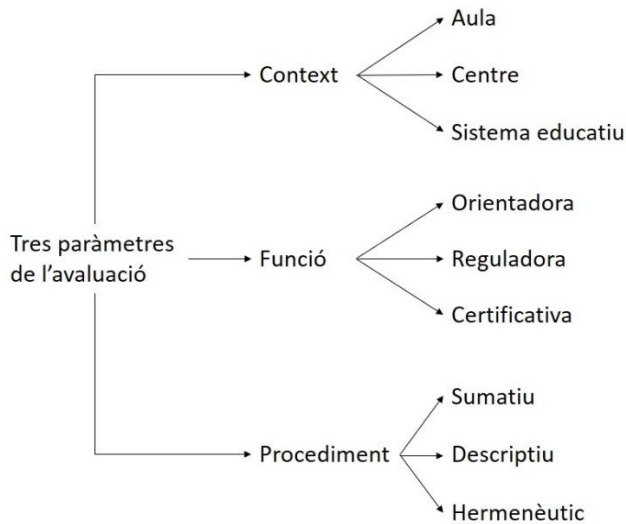 Aula
Context
Centre
Sistema educatiu
Orientadora
Tres paràmetres
de l'avaluació
Funció
Reguladora
Certificativa
Sumatiu
Procediment
Descriptiu
Hermenèutic